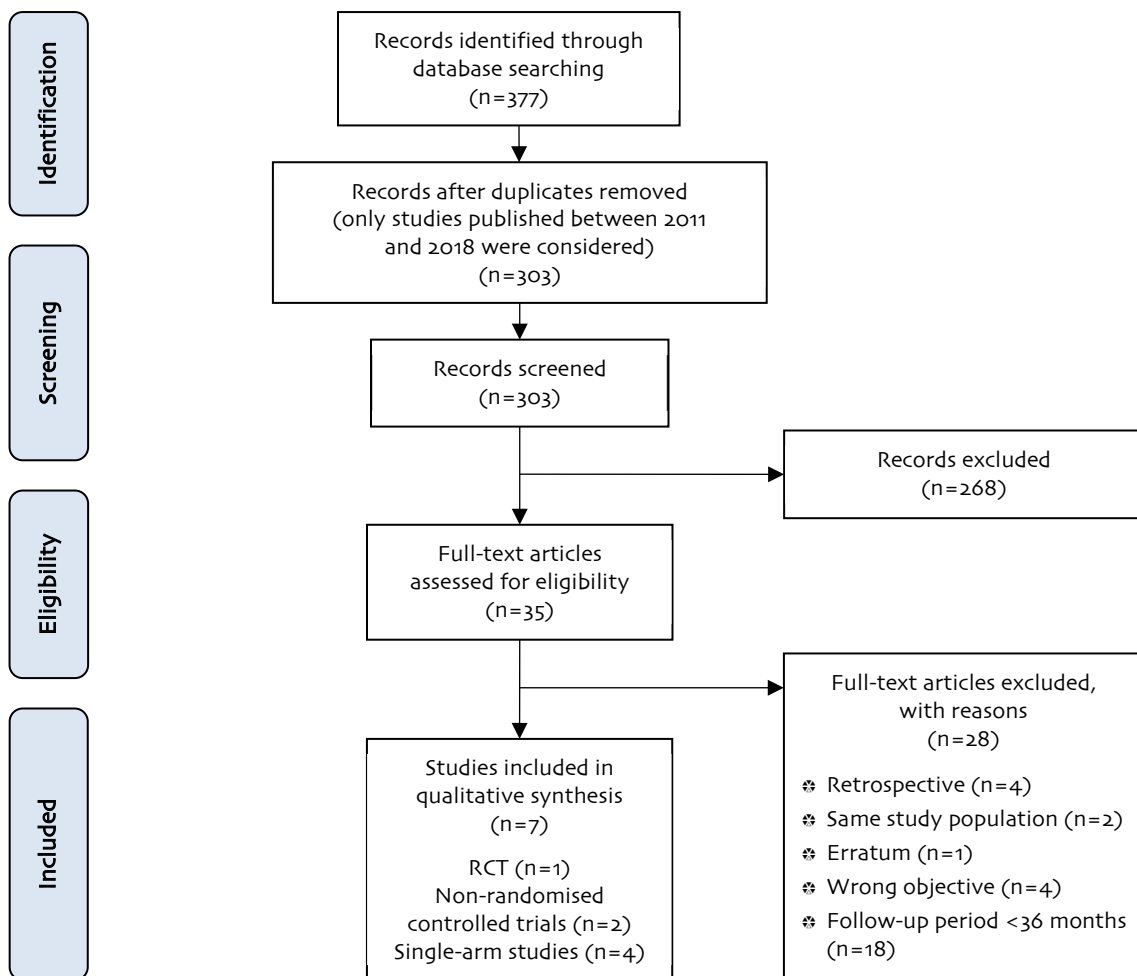 Identification
Records identified through
database searching
(n=377)
Records after duplicates removed
(only studies published between 2011
and 2018 were considered)
(n=303)
Screening
Records screened
(n=303)
Records excluded
(n=268)
Eligibility
Full-text articles
assessed for eligibility
(n=35)
Full-text articles excluded,
with reasons
(n=28)
Retrospective (n=4)
Same study population (n=2)
Erratum (n=1)
Wrong objective (n=4)
Follow-up period <36 months
(n=18)
Included
Studies included in
qualitative synthesis
(n=7)
RCT (n=1)
Non-randomised
controlled trials (n=2)
Single-arm studies (n=4)